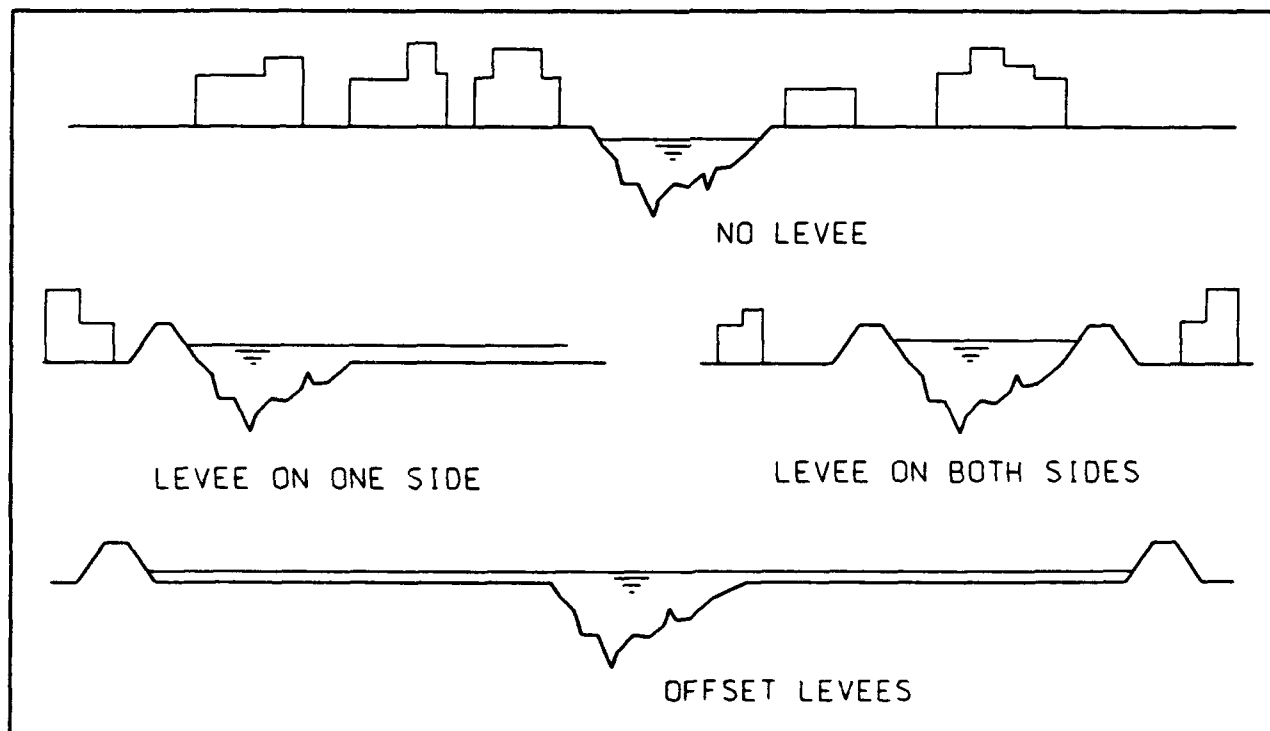 NO LEVEE
LEVEE ON ONE SIDE
LEVEE ON BOTH SIDES
OFFSET LEVEES